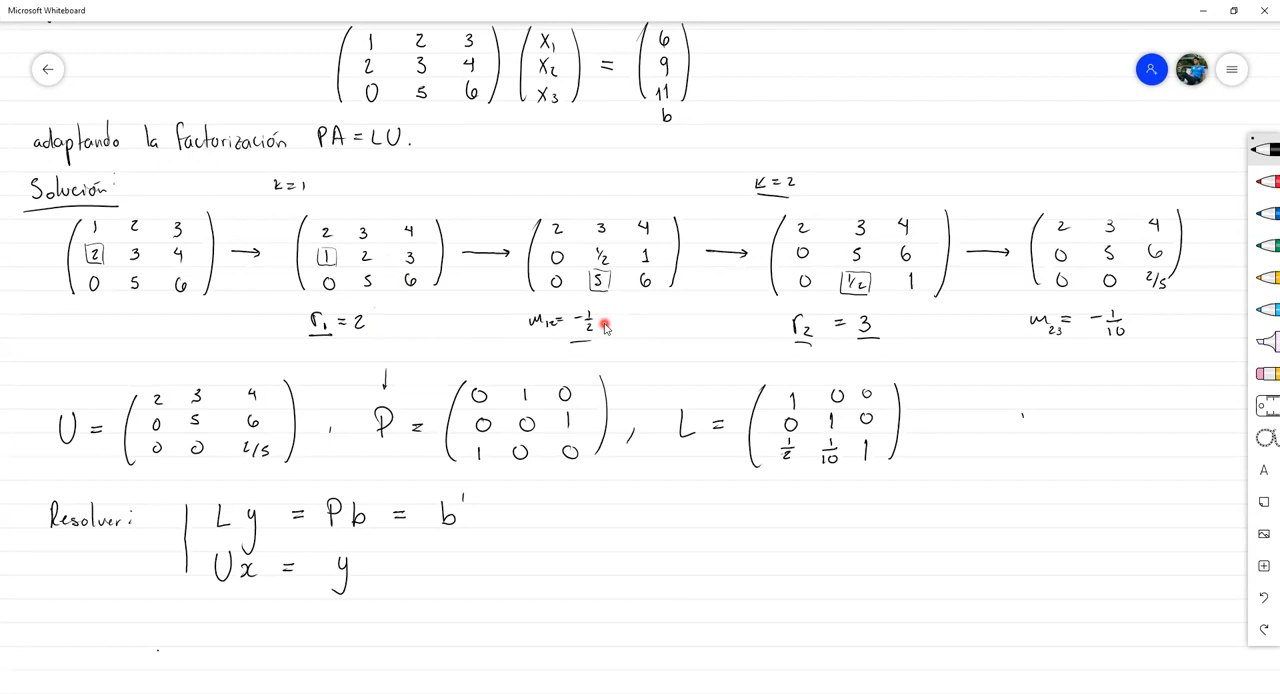 Microsoft Whiteboard
( 1 2 3 ; 2 3 4 ; 0 5 6 ) ( x₁ ; x₂ ; x₃ ) = ( 6 ; 9 ; 11 )
b
adaptando la factorización PA = LU.
Solución: k = 1 k = 2
( 1 2 3 ; 2 3 4 ; 0 5 6 ) → ( 2 3 4 ; 1 2 3 ; 0 5 6 ) → ( 2 3 4 ; 0 1/2 1 ; 0 5 6 ) → ( 2 3 4 ; 0 5 6 ; 0 1/2 1 ) → ( 2 3 4 ; 0 5 6 ; 0 0 2/5 )
r₁ = 2 m₁₂ = -1/2 r₂ = 3 m₂₃ = -1/10
U = ( 2 3 4 ; 0 5 6 ; 0 0 2/5 ) , P = ( 0 1 0 ; 0 0 1 ; 1 0 0 ) , L = ( 1 0 0 ; 0 1 0 ; 1/2 1/10 1 )
Resolver: | L y = P b = b'
U x = y
A